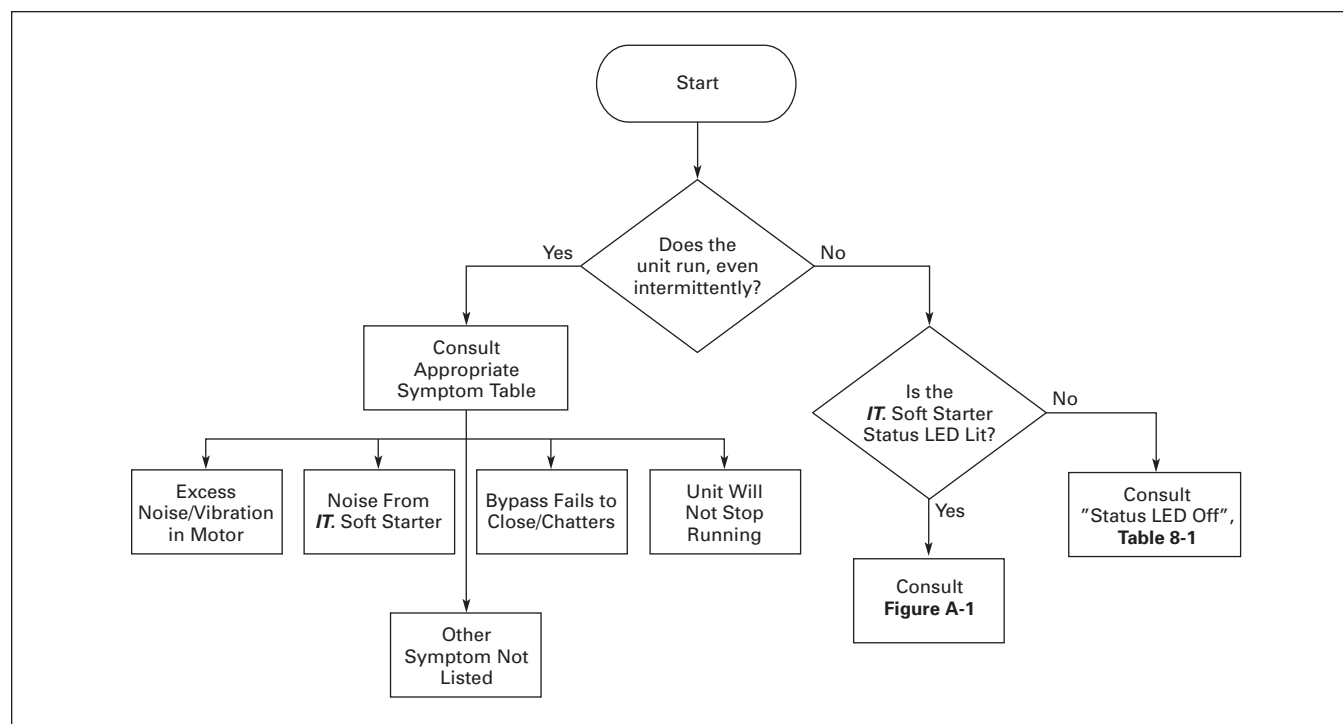 Start
Does the
unit run, even
intermittently?
Yes
No
Consult
Appropriate
Symptom Table
Is the
IT. Soft Starter
Status LED Lit?
No
Yes
Excess
Noise/Vibration
in Motor
Noise From
IT. Soft Starter
Bypass Fails to
Close/Chatters
Unit Will
Not Stop
Running
Consult
"Status LED Off",
Table 8-1
Consult
Figure A-1
Other
Symptom Not
Listed